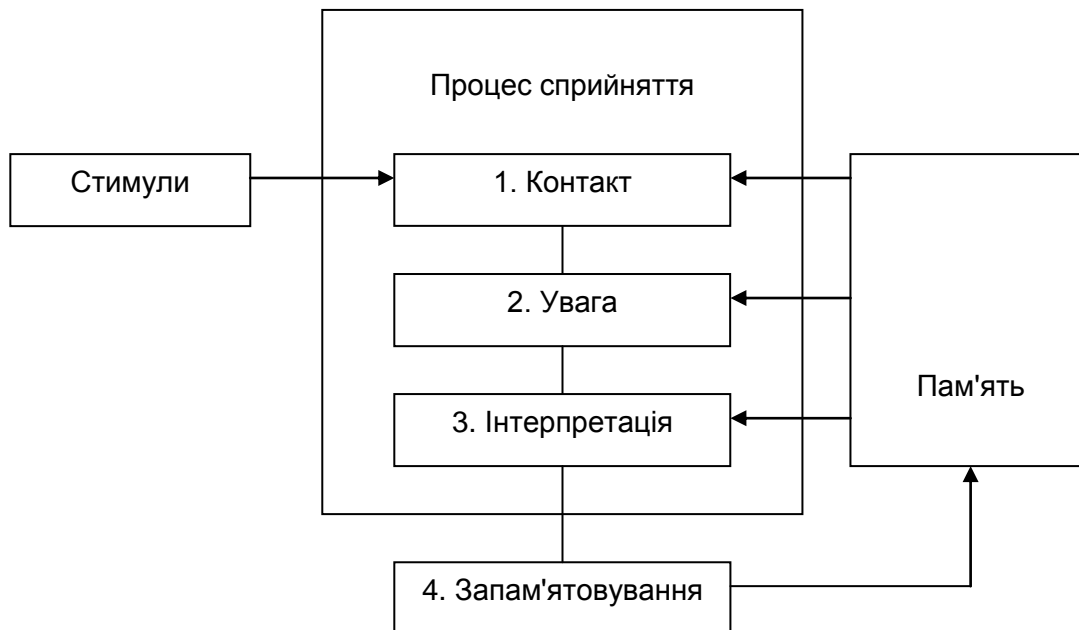 Процес сприйняття
Стимули
1. Контакт
2. Увага
3. Інтерпретація
Пам'ять
4. Запам'ятовування